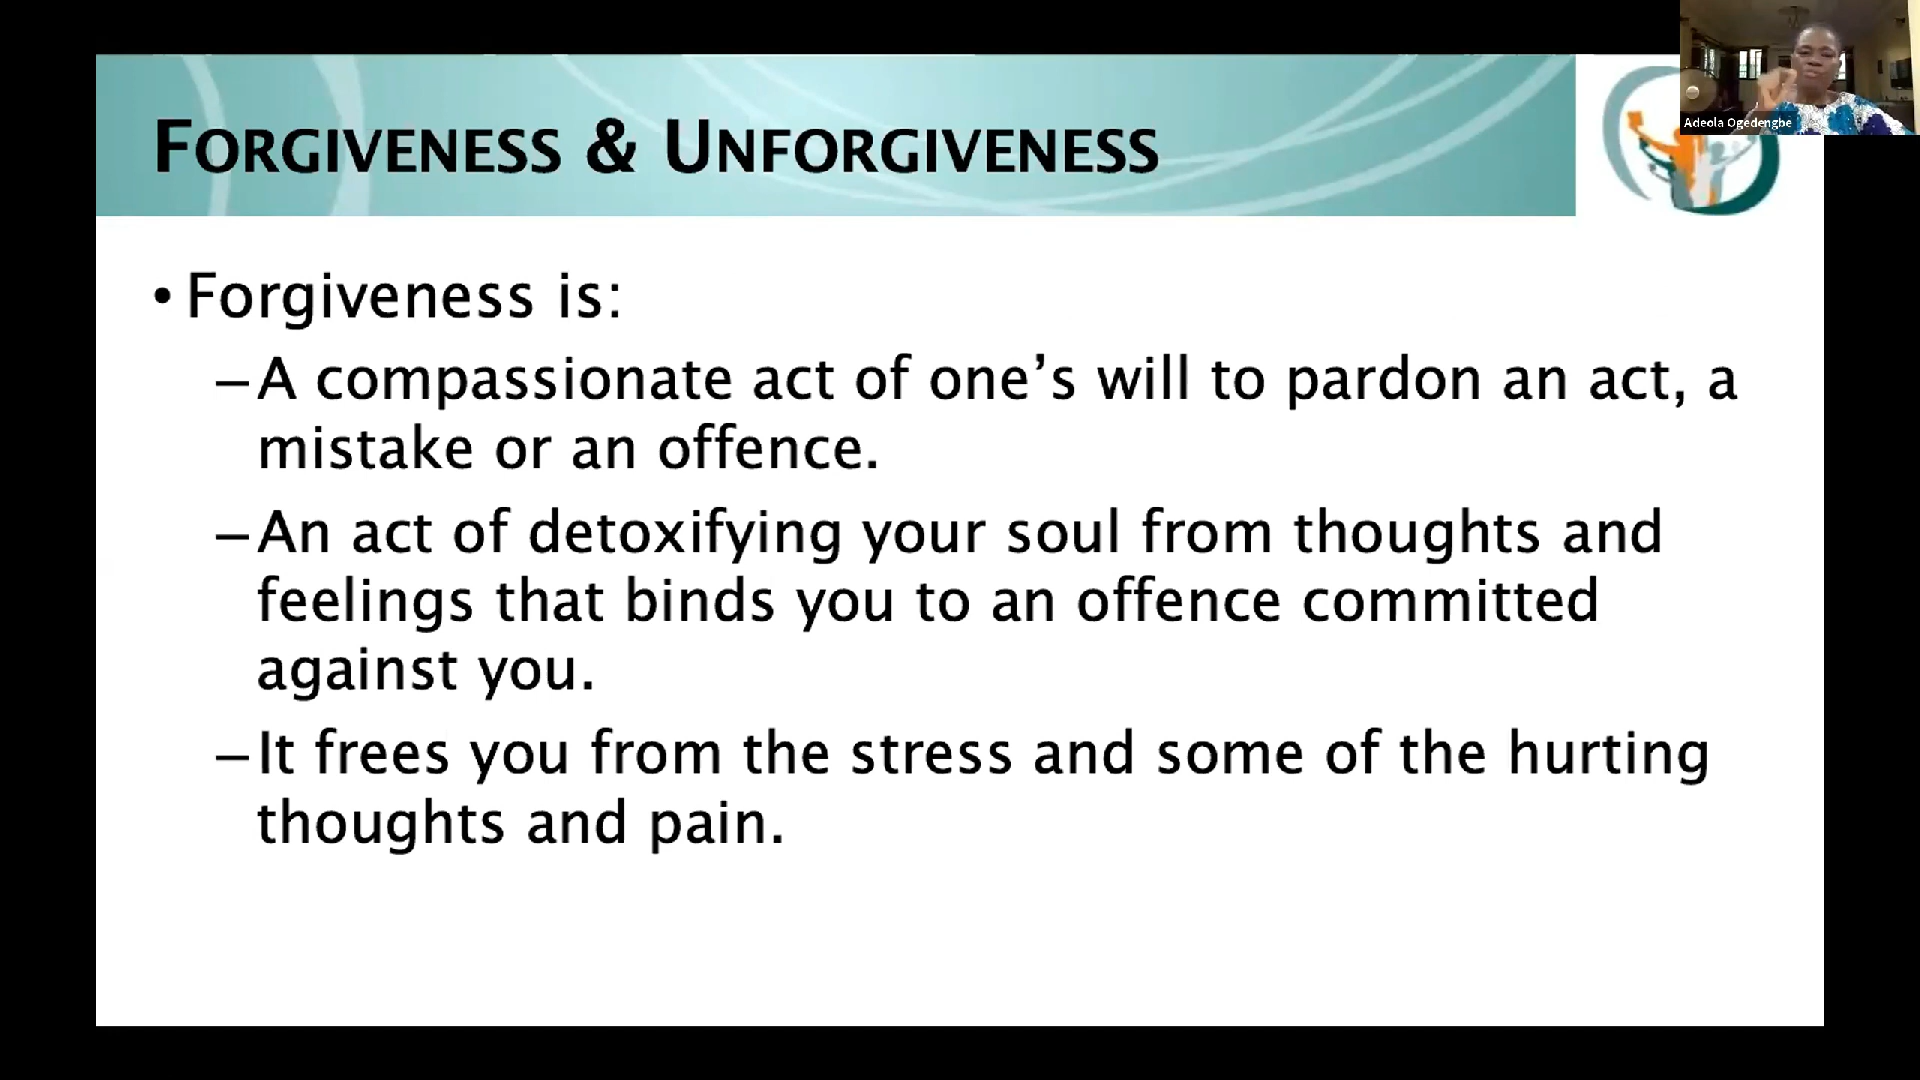 FORGIVENESS & UNFORGIVENESS
Adeola Ogedengbe
• Forgiveness is:
–A compassionate act of one’s will to pardon an act, a
mistake or an offence.
–An act of detoxifying your soul from thoughts and
feelings that binds you to an offence committed
against you.
–It frees you from the stress and some of the hurting
thoughts and pain.